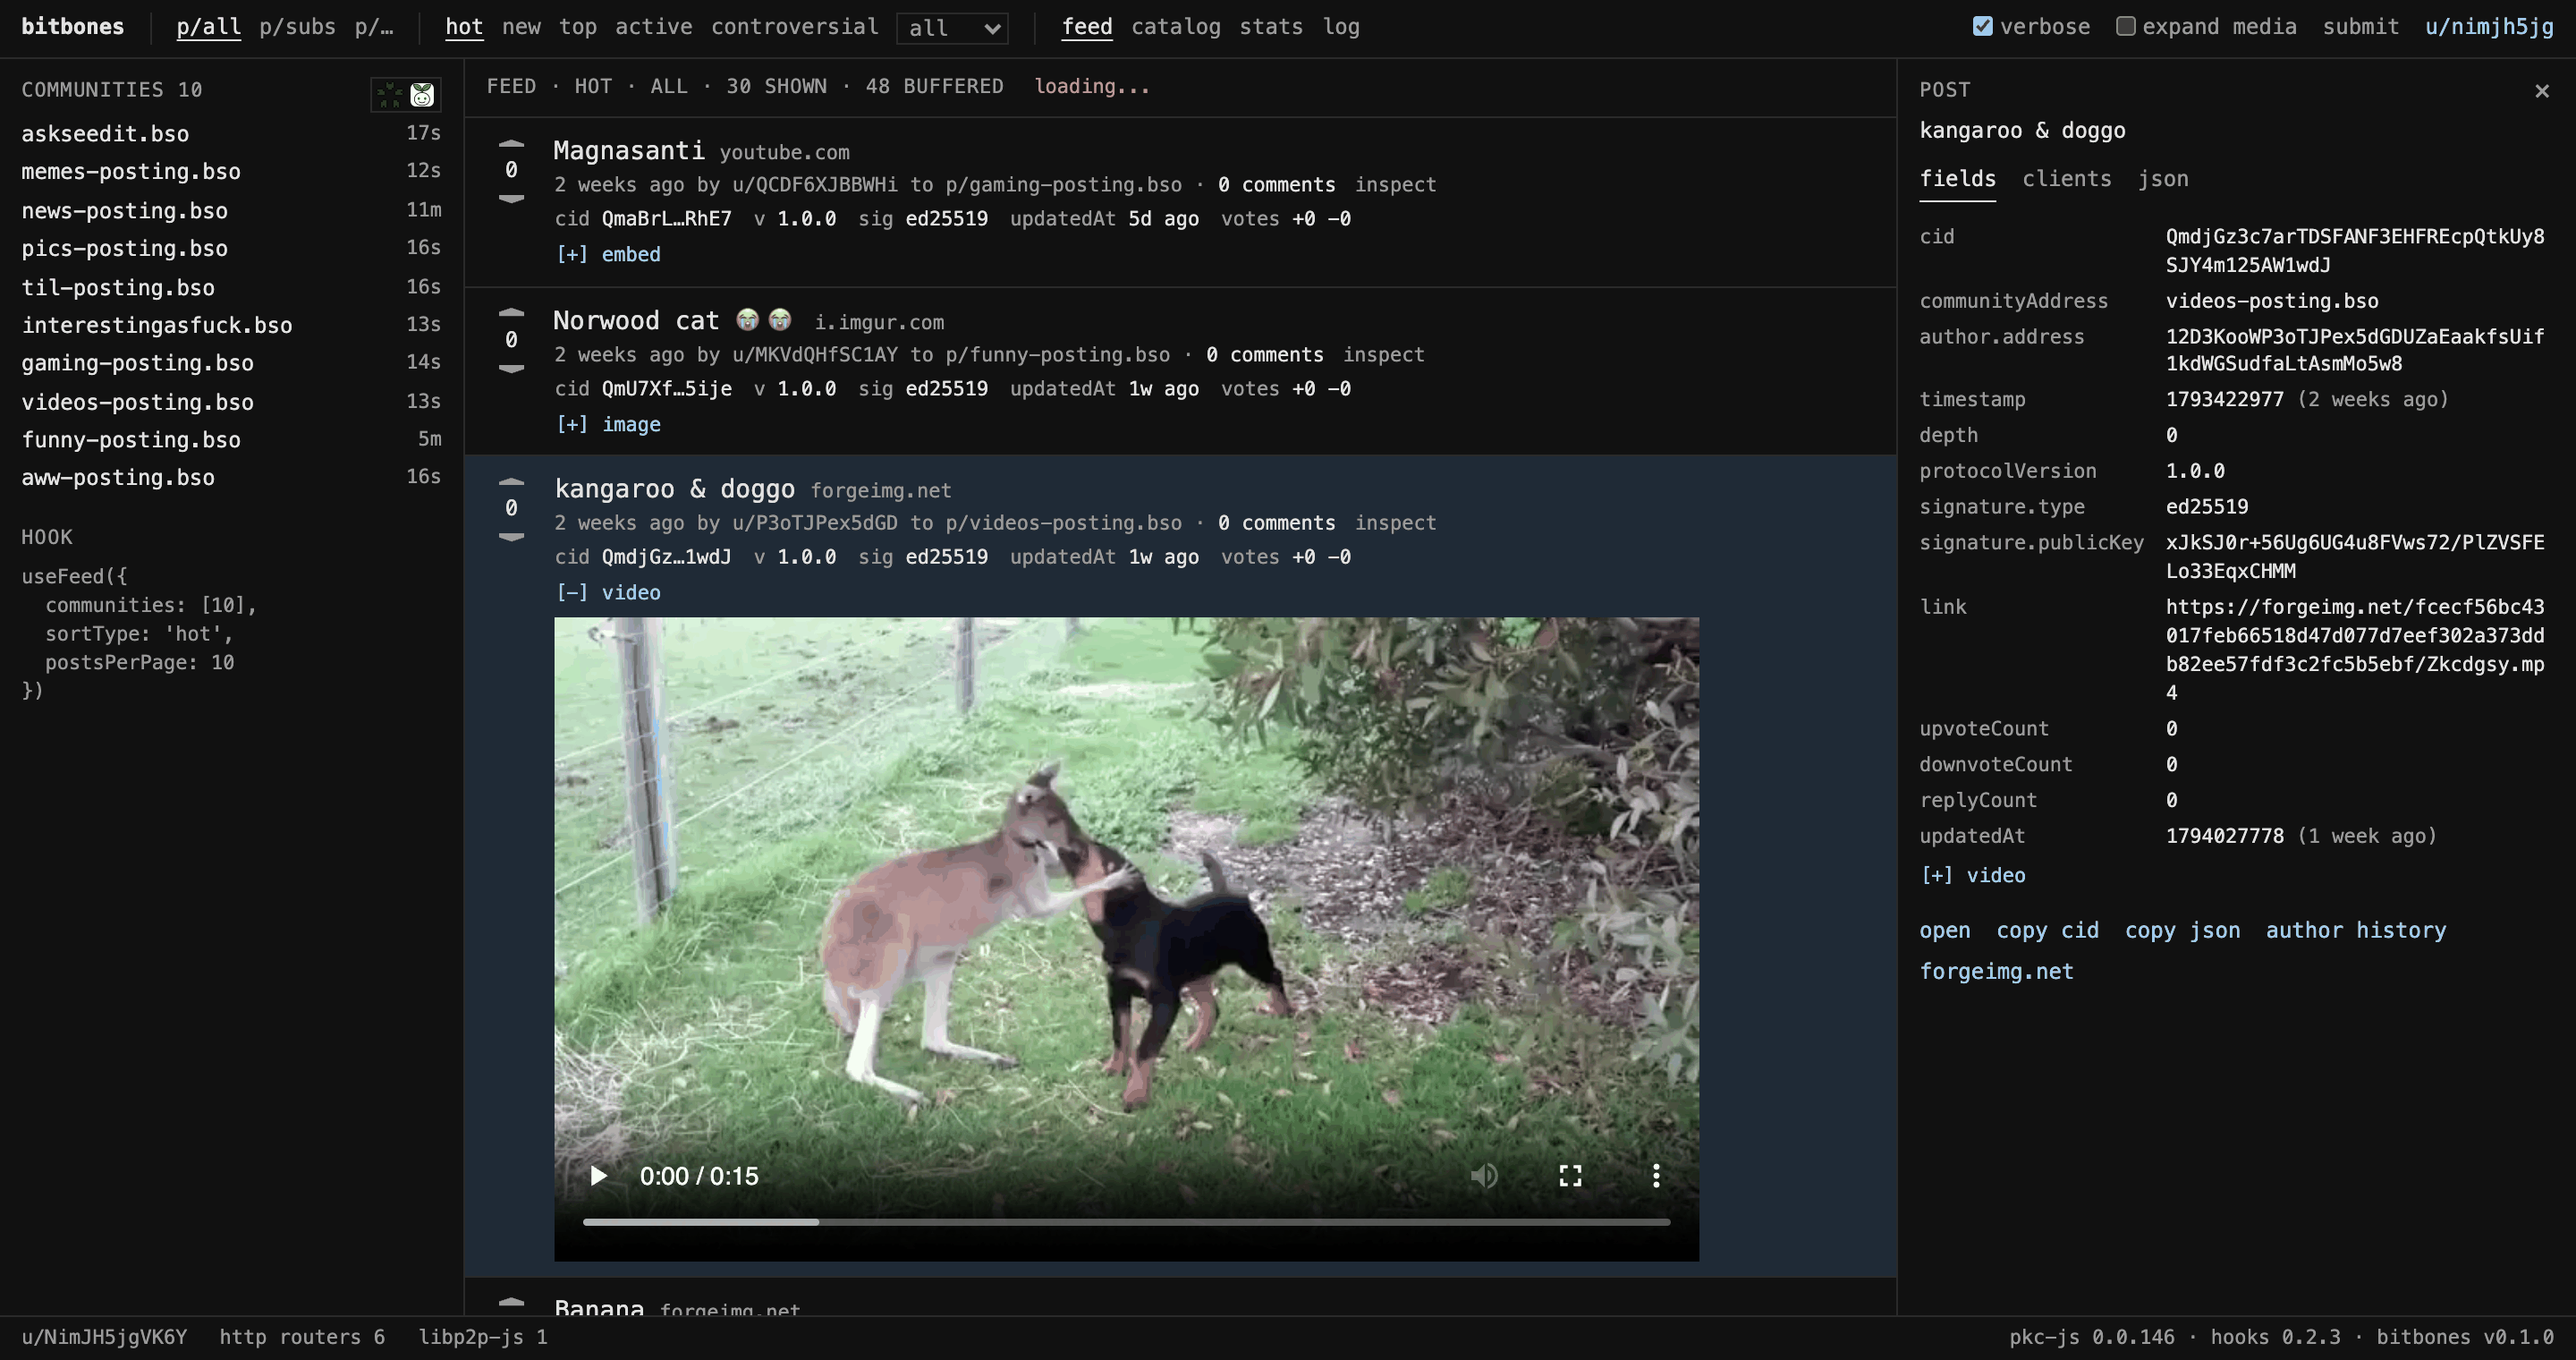 bitbones p/all p/subs p/… hot new top active controversial all feed catalog stats log verbose expand media submit u/nimjh5jg
COMMUNITIES 10
askseedit.bso 17s
memes-posting.bso 12s
news-posting.bso 11m
pics-posting.bso 16s
til-posting.bso 16s
interestingasfuck.bso 13s
gaming-posting.bso 14s
videos-posting.bso 13s
funny-posting.bso 5m
aww-posting.bso 16s
HOOK
useFeed({
communities: [10],
sortType: 'hot',
postsPerPage: 10
})
FEED · HOT · ALL · 30 SHOWN · 48 BUFFERED loading...
0
Magnasanti youtube.com
2 weeks ago by u/QCDF6XJBBWHi to p/gaming-posting.bso · 0 comments inspect
cid QmaBrL…RhE7 v 1.0.0 sig ed25519 updatedAt 5d ago votes +0 −0
[+] embed
0
Norwood cat 😭😭 i.imgur.com
2 weeks ago by u/MKVdQHfSC1AY to p/funny-posting.bso · 0 comments inspect
cid QmU7Xf…5ije v 1.0.0 sig ed25519 updatedAt 1w ago votes +0 −0
[+] image
0
kangaroo & doggo forgeimg.net
2 weeks ago by u/P3oTJPex5dGD to p/videos-posting.bso · 0 comments inspect
cid QmdjGz…1wdJ v 1.0.0 sig ed25519 updatedAt 1w ago votes +0 −0
[−] video
0:00 / 0:15
Banana forgeimg.net
POST ×
kangaroo & doggo
fields clients json
cid QmdjGz3c7arTDSFANF3EHFREcpQtkUy8
SJY4m125AW1wdJ
communityAddress videos-posting.bso
author.address 12D3KooWP3oTJPex5dGDUZaEaakfsUif
1kdWGSudfaLtAsmMo5w8
timestamp 1793422977 (2 weeks ago)
depth 0
protocolVersion 1.0.0
signature.type ed25519
signature.publicKey xJkSJ0r+56Ug6UG4u8FVws72/PlZVSFE
Lo33EqxCHMM
link https://forgeimg.net/fcecf56bc43
017feb66518d47d077d7eef302a373dd
b82ee57fdf3c2fc5b5ebf/Zkcdgsy.mp
4
upvoteCount 0
downvoteCount 0
replyCount 0
updatedAt 1794027778 (1 week ago)
[+] video
open copy cid copy json author history
forgeimg.net
u/NimJH5jgVK6Y http routers 6 libp2p-js 1
pkc-js 0.0.146 · hooks 0.2.3 · bitbones v0.1.0